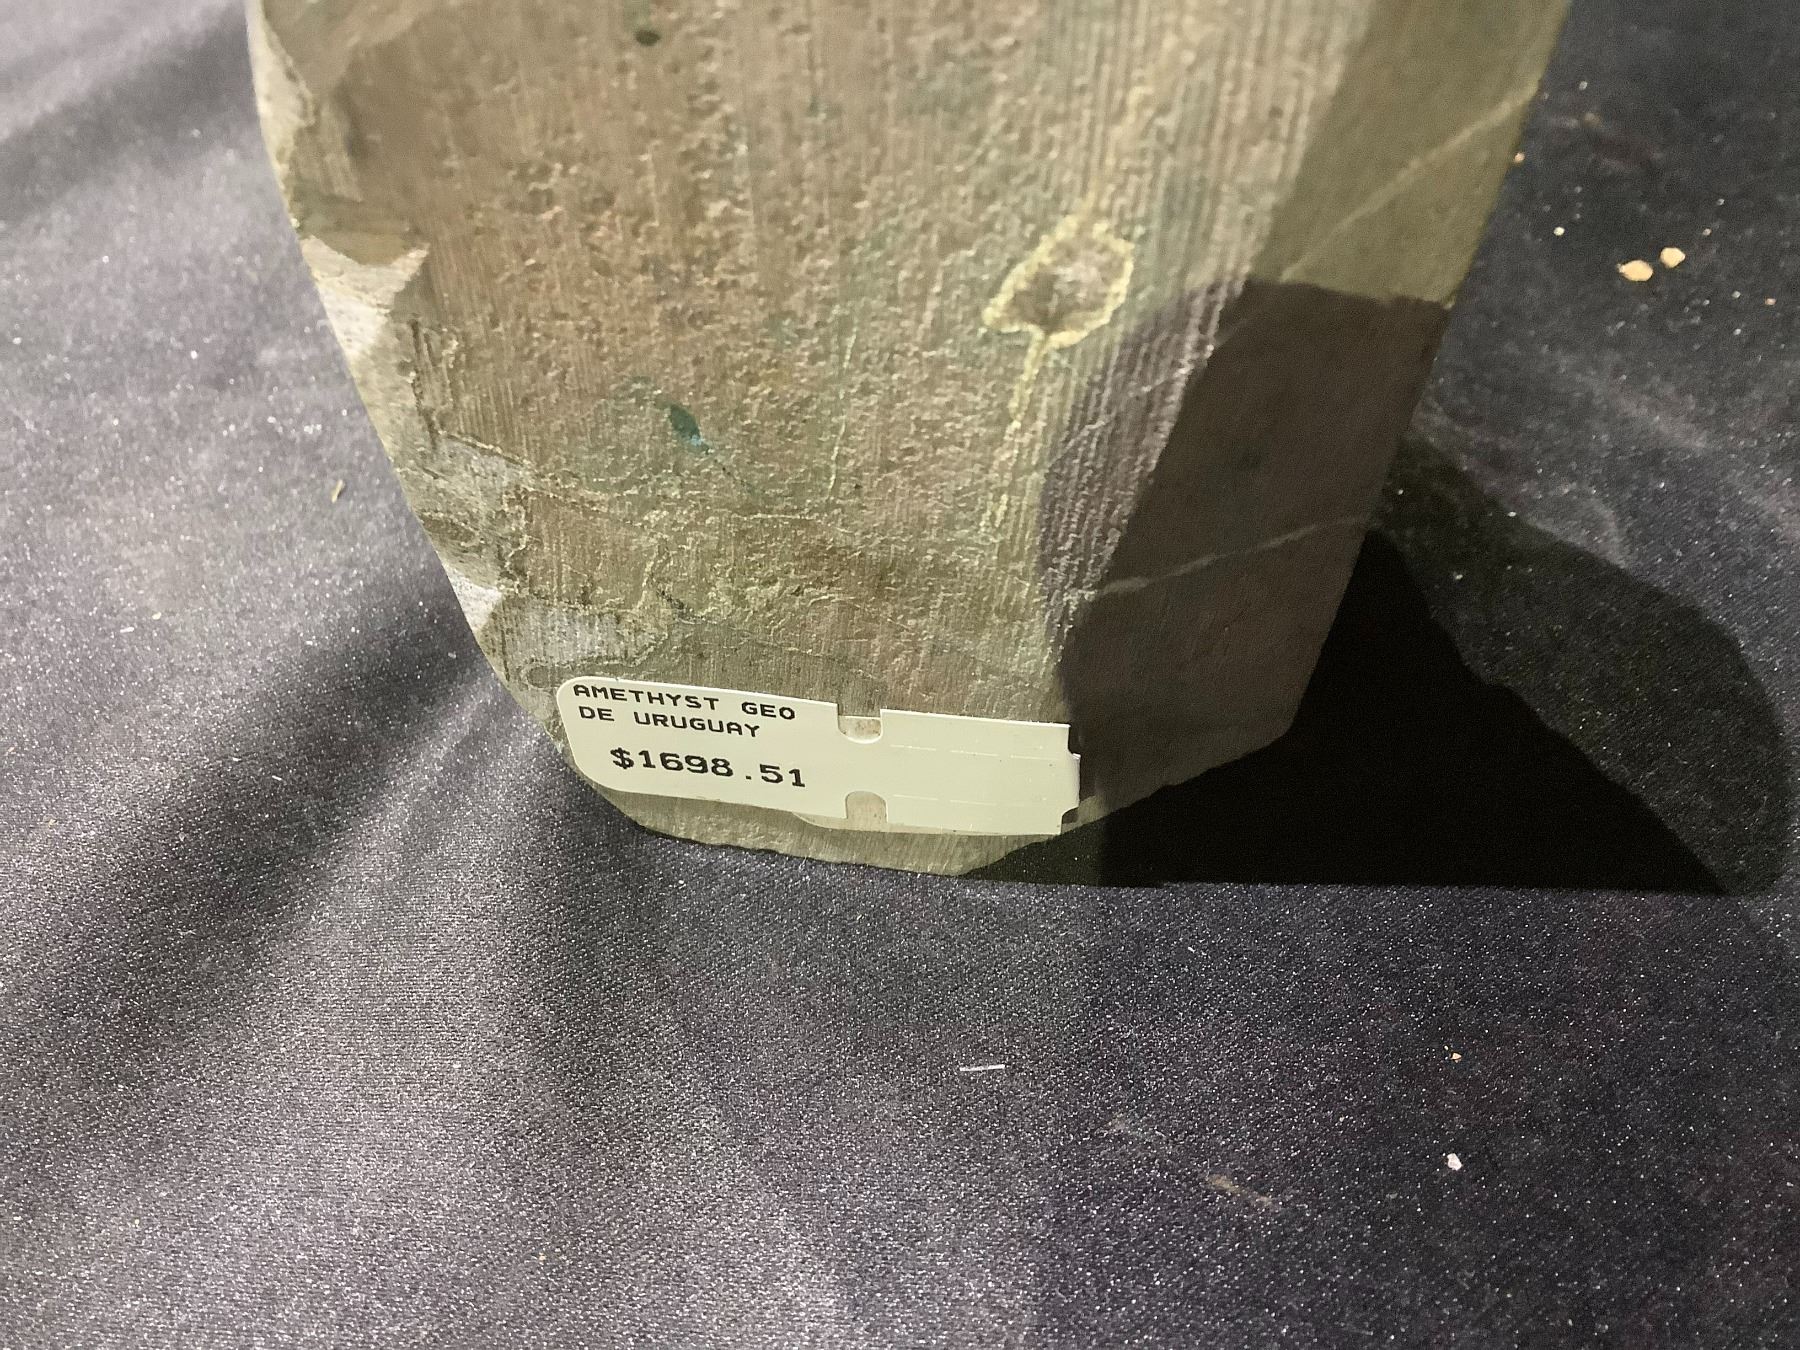 AMETHYST GEO
DE URUGUAY
$1698.51